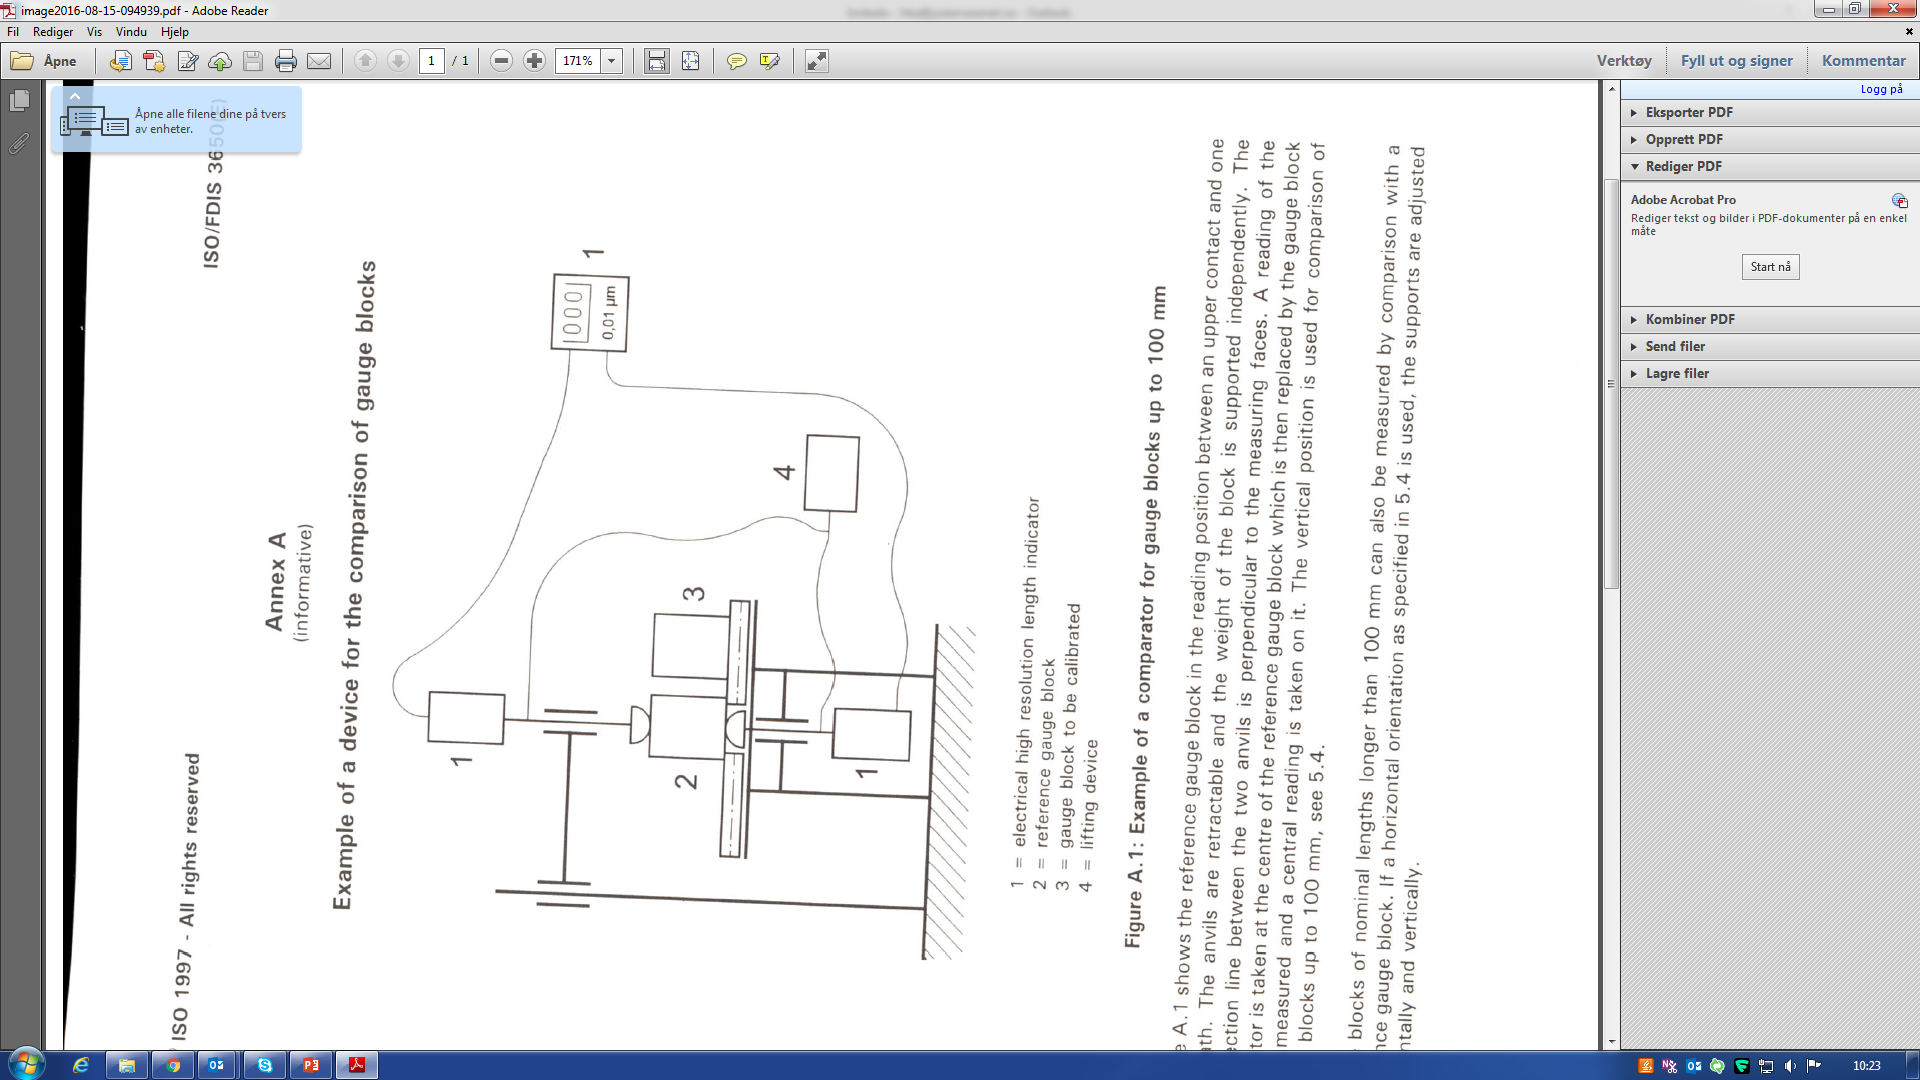 image2016-08-15-094939.pdf - Adobe Reader
Fil Rediger Vis Vindu Hjelp
Åpne
1 / 1
171%
Verktøy Fyll ut og signer Kommentar
Logg på
Åpne alle filene dine på tvers
av enheter.
Eksporter PDF
Opprett PDF
Rediger PDF
Adobe Acrobat Pro
Rediger tekst og bilder i PDF-dokumenter på en enkel
måte
Start nå
Kombiner PDF
Send filer
Lagre filer
ISO 1997 - All rights reserved
ISO/FDIS 3650
Annex A
(informative)
Example of a device for the comparison of gauge blocks
1
000
0,01 µm
1
2
3
4
1
1 = electrical high resolution length indicator
2 = reference gauge block
3 = gauge block to be calibrated
4 = lifting device
Figure A.1: Example of a comparator for gauge blocks up to 100 mm
A.1 shows the reference gauge block in the reading position between an upper contact and one
The anvils are retractable and the weight of the block is supported independently. The
line between the two anvils is perpendicular to the measuring faces. A reading of the
is taken at the centre of the reference gauge block which is then replaced by the gauge block
measured and a central reading is taken on it. The vertical position is used for comparison of
blocks up to 100 mm, see 5.4.
blocks of nominal lengths longer than 100 mm can also be measured by comparison with a
gauge block. If a horizontal orientation as specified in 5.4 is used, the supports are adjusted
and vertically.
10:23